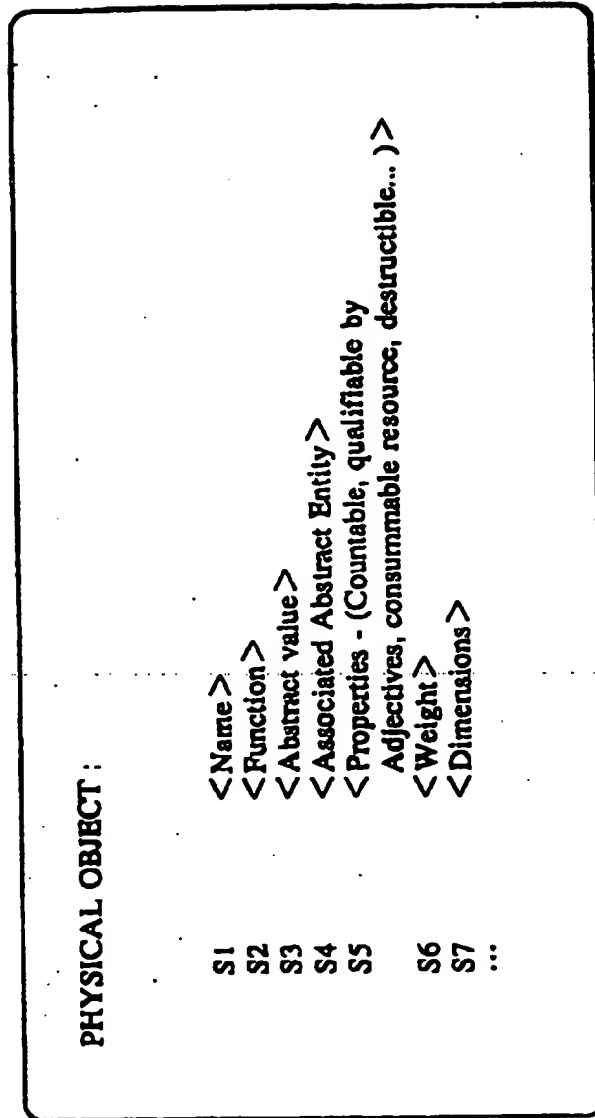 PHYSICAL OBJECT :
S1 <Name>
S2 <Function>
S3 <Abstract value>
S4 <Associated Abstract Entity>
S5 <Properties - (Countable, qualifiable by
Adjectives, consummable resource, destructible... )>
S6 <Weight>
S7 <Dimensions>
...